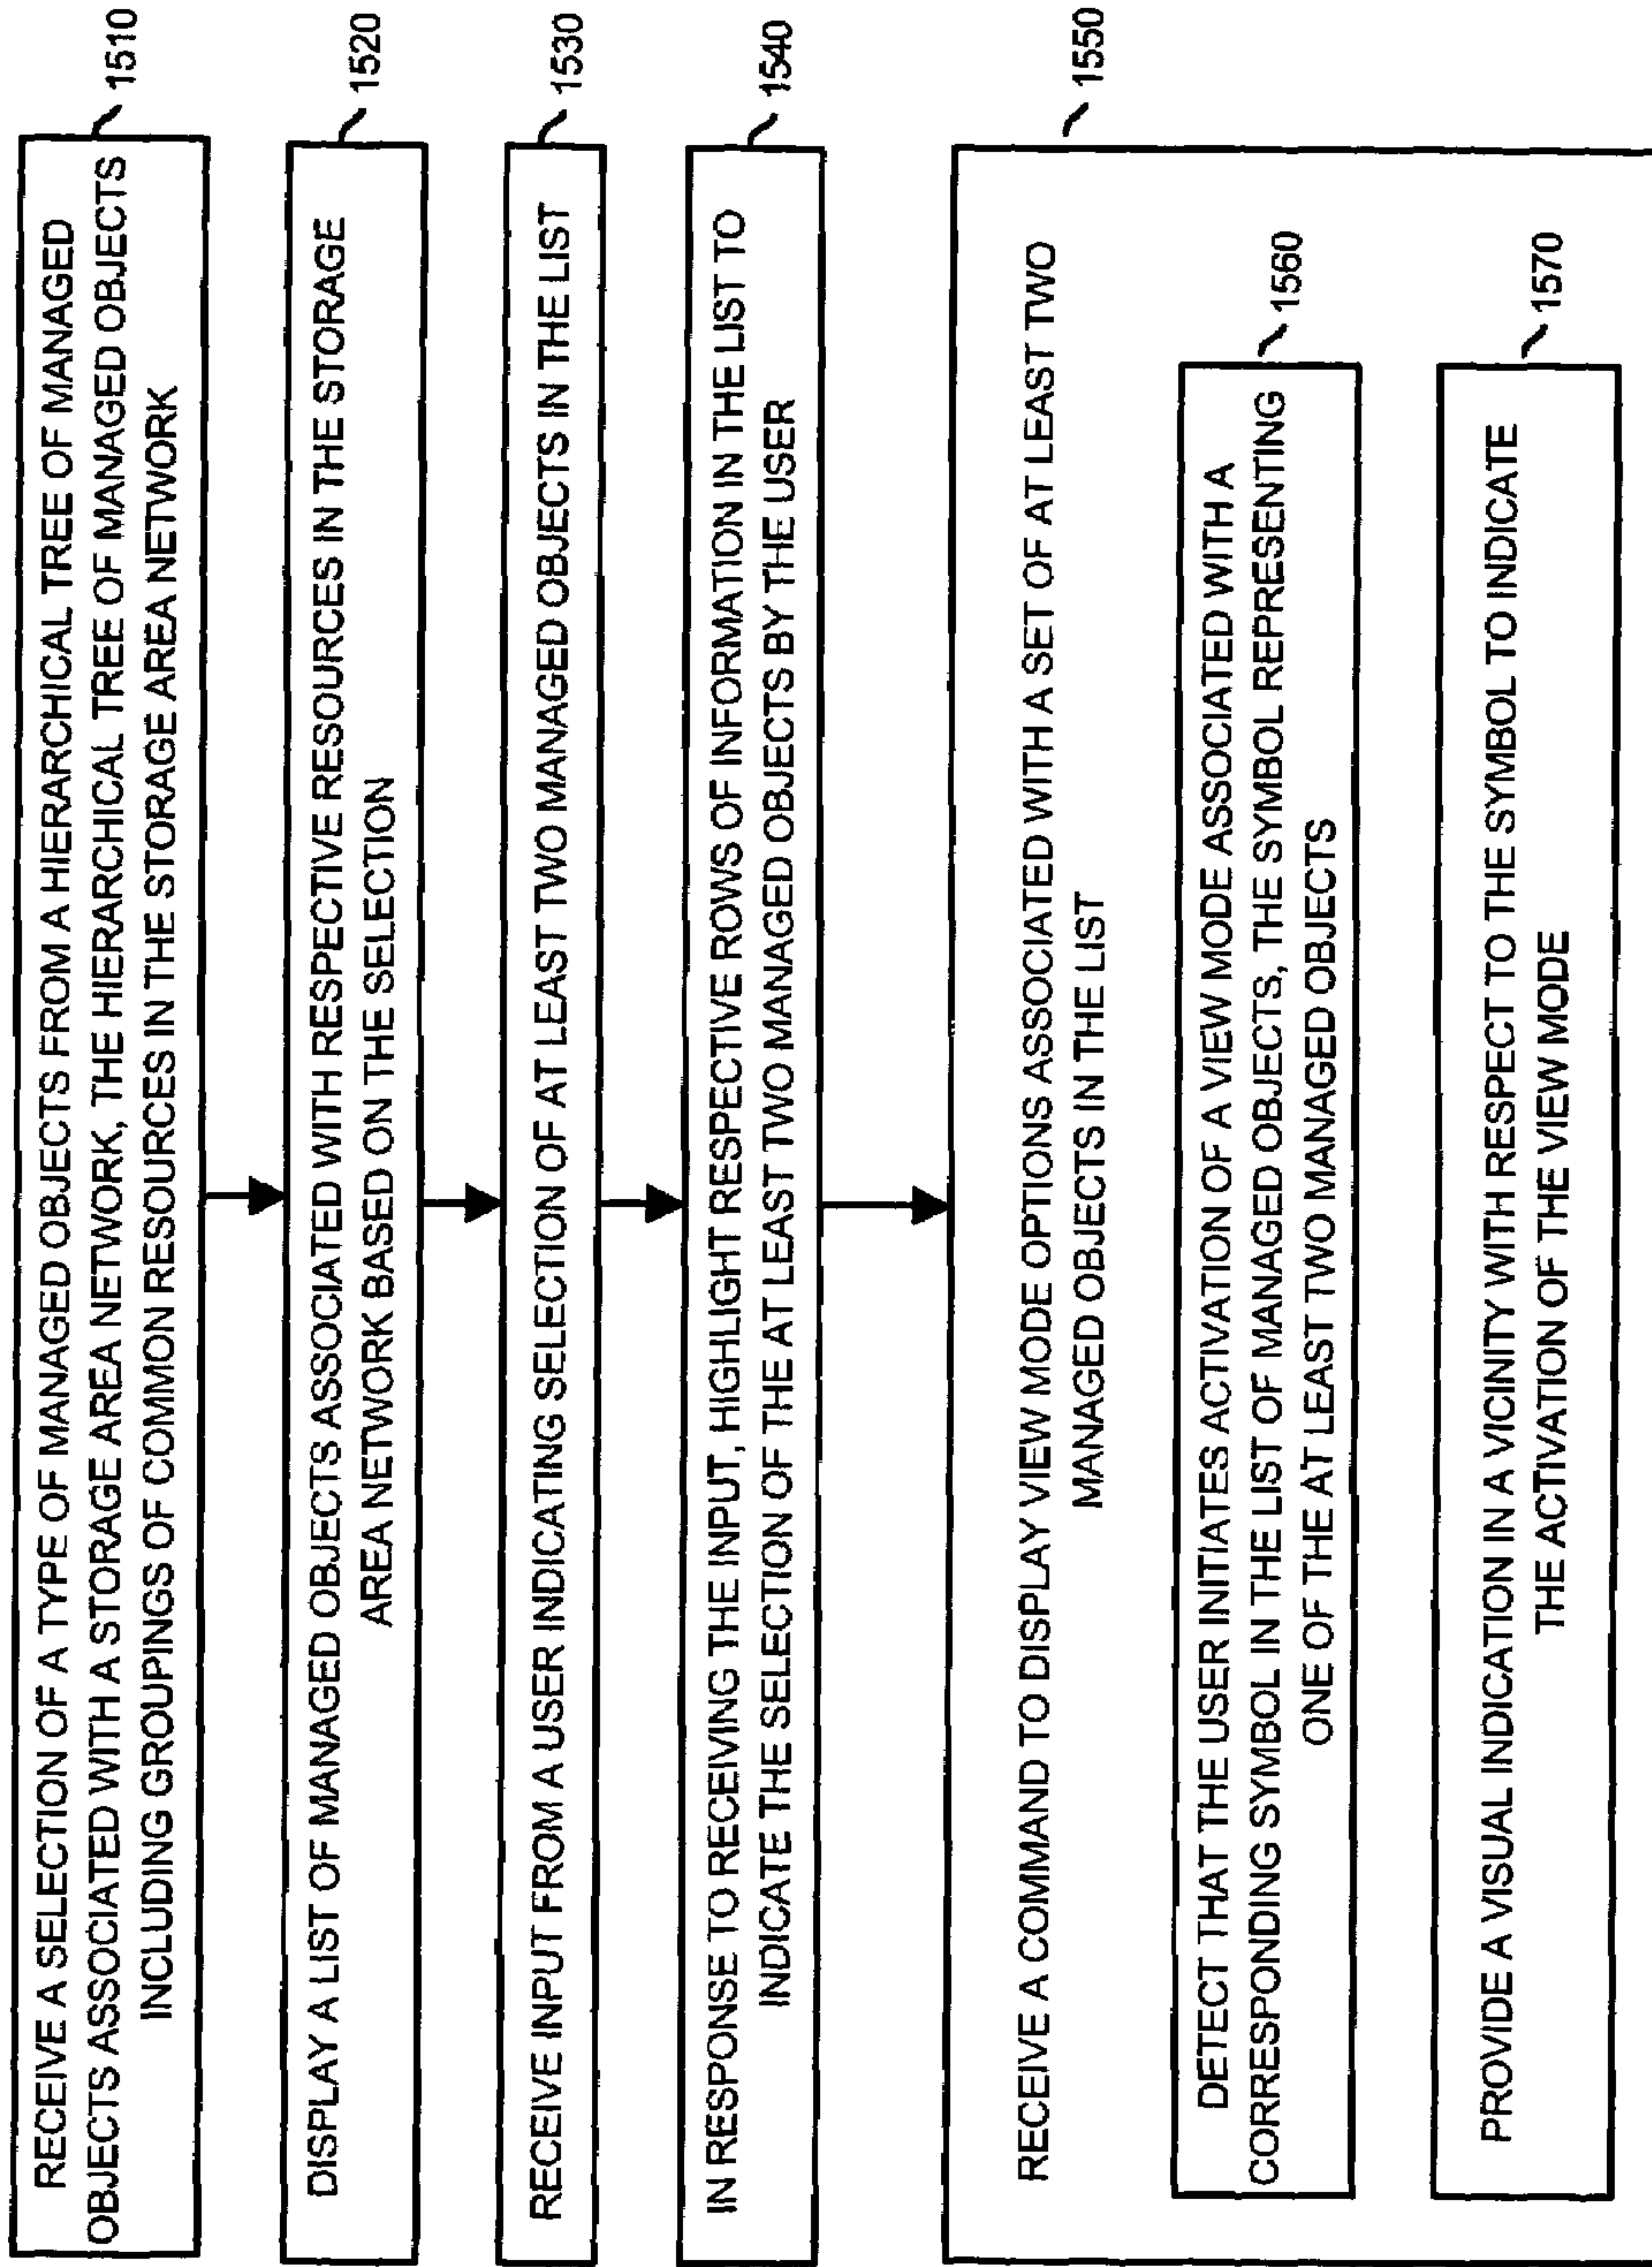 RECEIVE A SELECTION OF A TYPE OF MANAGED OBJECTS FROM A HIERARCHICAL TREE OF MANAGED
OBJECTS ASSOCIATED WITH A STORAGE AREA NETWORK, THE HIERARCHICAL TREE OF MANAGED OBJECTS
INCLUDING GROUPINGS OF COMMON RESOURCES IN THE STORAGE AREA NETWORK
1510
DISPLAY A LIST OF MANAGED OBJECTS ASSOCIATED WITH RESPECTIVE RESOURCES IN THE STORAGE
AREA NETWORK BASED ON THE SELECTION
1520
RECEIVE INPUT FROM A USER INDICATING SELECTION OF AT LEAST TWO MANAGED OBJECTS IN THE LIST
1530
IN RESPONSE TO RECEIVING THE INPUT, HIGHLIGHT RESPECTIVE ROWS OF INFORMATION IN THE LIST TO
INDICATE THE SELECTION OF THE AT LEAST TWO MANAGED OBJECTS BY THE USER
1540
RECEIVE A COMMAND TO DISPLAY VIEW MODE OPTIONS ASSOCIATED WITH A SET OF AT LEAST TWO
MANAGED OBJECTS IN THE LIST
1550
DETECT THAT THE USER INITIATES ACTIVATION OF A VIEW MODE ASSOCIATED WITH A
CORRESPONDING SYMBOL IN THE LIST OF MANAGED OBJECTS, THE SYMBOL REPRESENTING
ONE OF THE AT LEAST TWO MANAGED OBJECTS
1560
PROVIDE A VISUAL INDICATION IN A VICINITY WITH RESPECT TO THE SYMBOL TO INDICATE
THE ACTIVATION OF THE VIEW MODE
1570